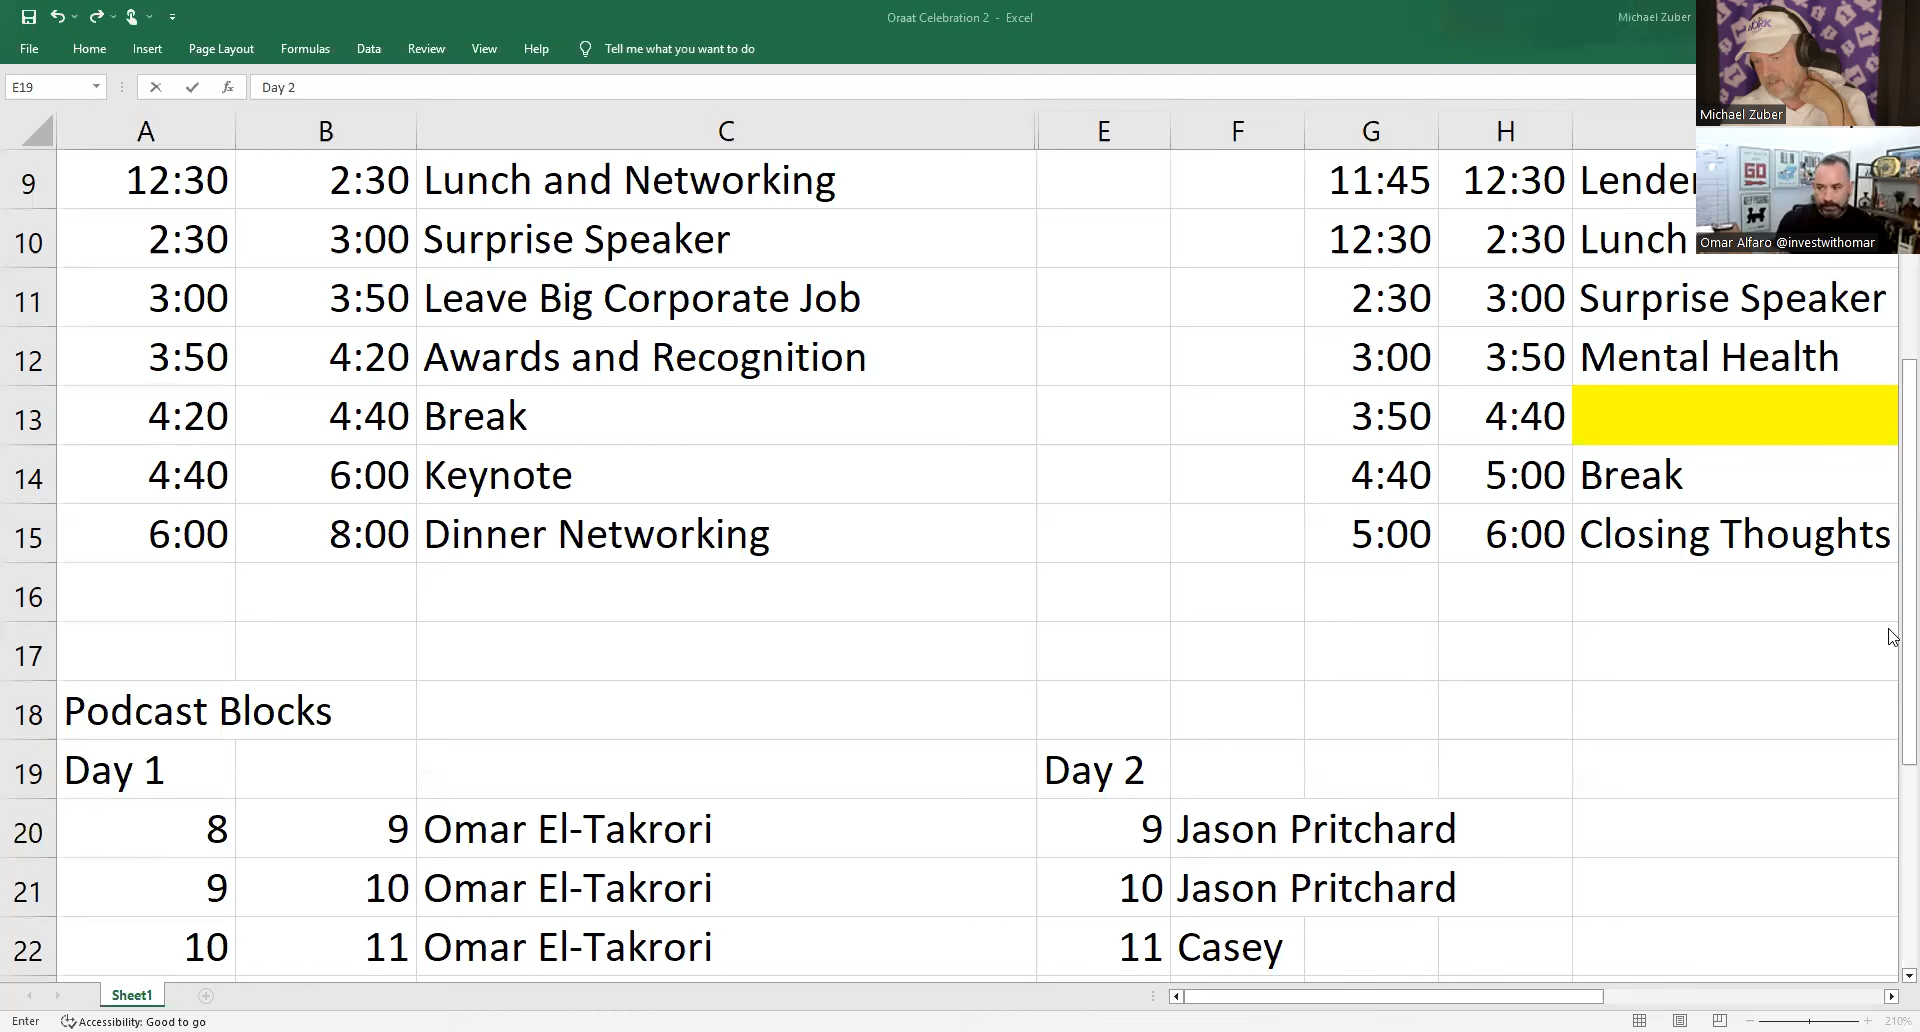 Oraat Celebration 2 - Excel
Michael Zuber
File Home Insert Page Layout Formulas Data Review View Help Tell me what you want to do
E19 fx Day 2
A B C E F G H
9 12:30 2:30 Lunch and Networking 11:45 12:30 Lender
10 2:30 3:00 Surprise Speaker 12:30 2:30 Lunch
11 3:00 3:50 Leave Big Corporate Job 2:30 3:00 Surprise Speaker
12 3:50 4:20 Awards and Recognition 3:00 3:50 Mental Health
13 4:20 4:40 Break 3:50 4:40
14 4:40 6:00 Keynote 4:40 5:00 Break
15 6:00 8:00 Dinner Networking 5:00 6:00 Closing Thoughts
16
17
18 Podcast Blocks
19 Day 1 Day 2
20 8 9 Omar El-Takrori 9 Jason Pritchard
21 9 10 Omar El-Takrori 10 Jason Pritchard
22 10 11 Omar El-Takrori 11 Casey
Sheet1
Enter Accessibility: Good to go 210%
WORK
Michael Zuber
GO
Omar Alfaro @investwithomar